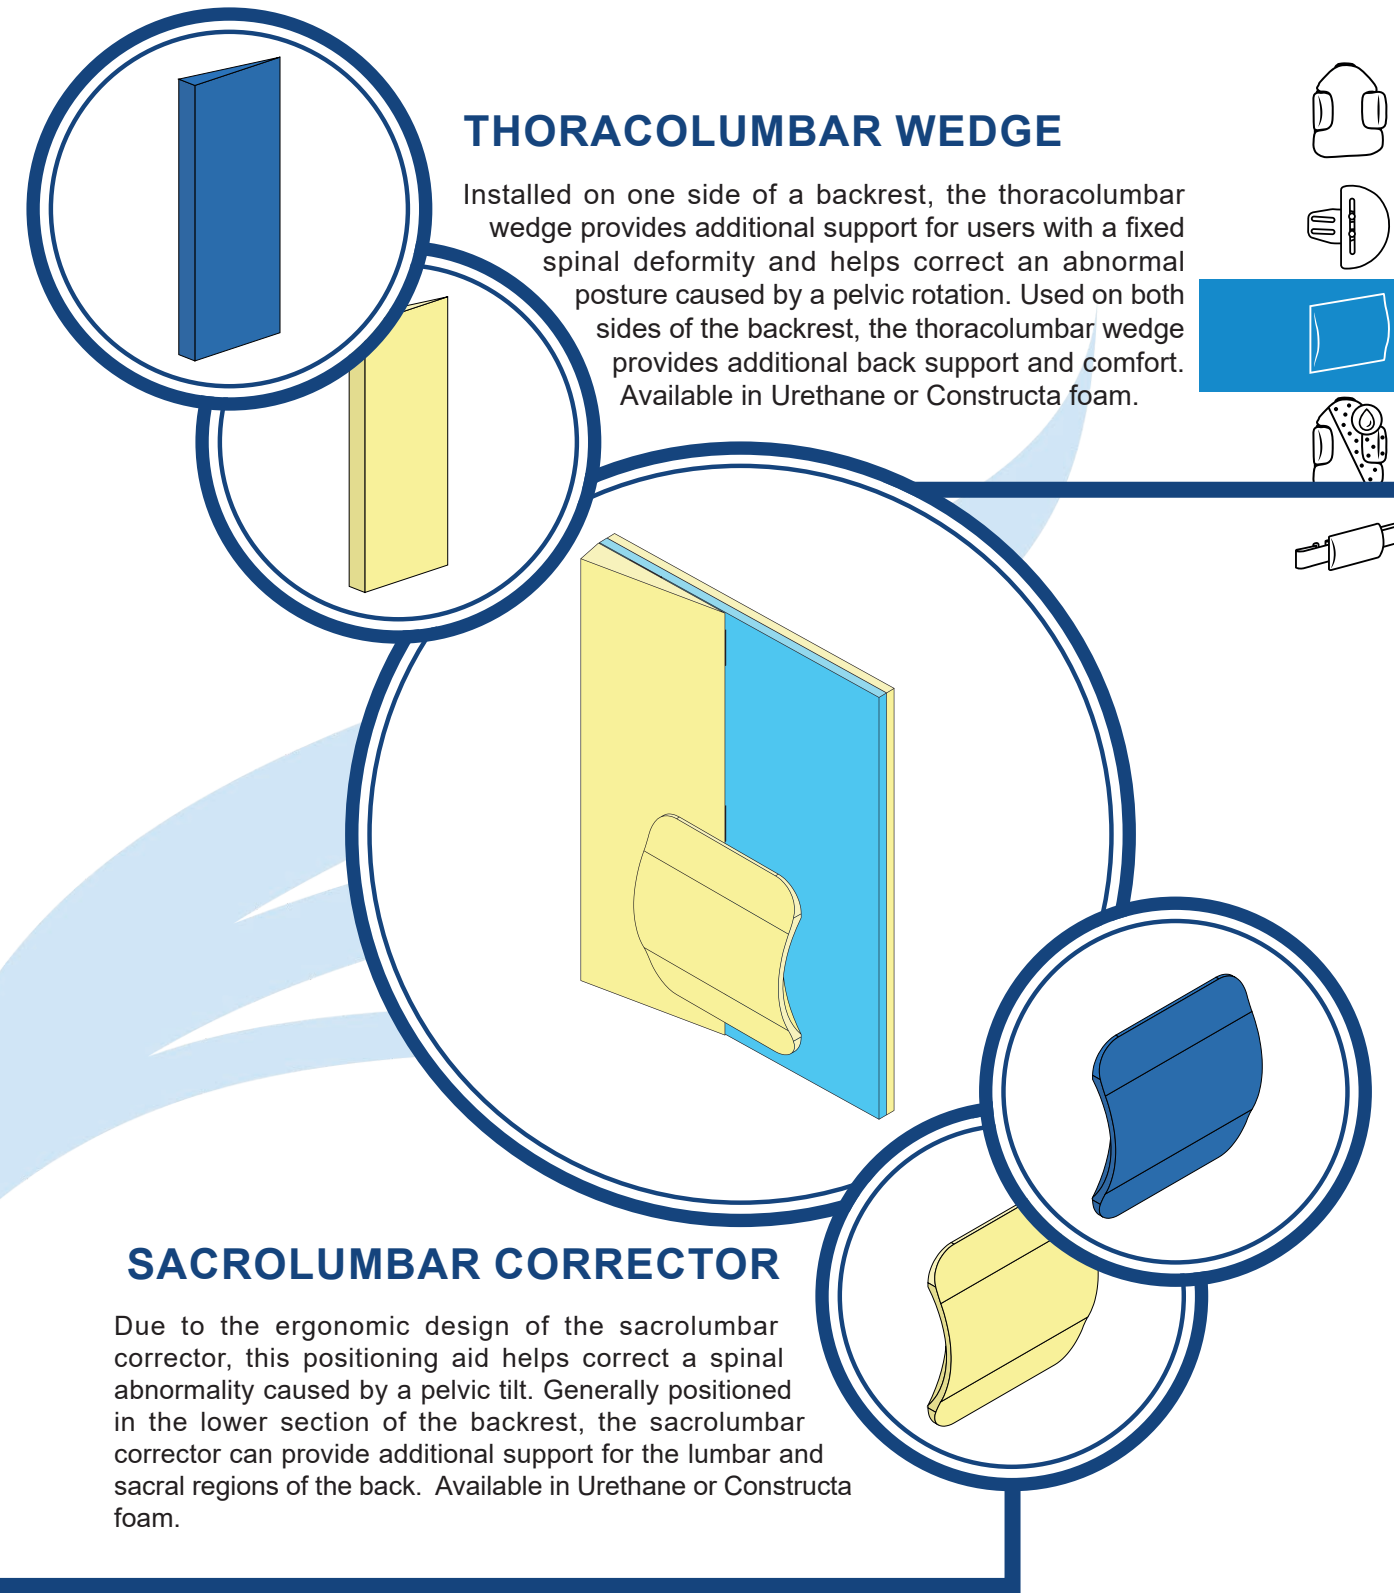 THORACOLUMBAR WEDGE
Installed on one side of a backrest, the thoracolumbar
wedge provides additional support for users with a fixed
spinal deformity and helps correct an abnormal
posture caused by a pelvic rotation. Used on both
sides of the backrest, the thoracolumbar wedge
provides additional back support and comfort.
Available in Urethane or Constructa foam.
SACROLUMBAR CORRECTOR
Due to the ergonomic design of the sacrolumbar
corrector, this positioning aid helps correct a spinal
abnormality caused by a pelvic tilt. Generally positioned
in the lower section of the backrest, the sacrolumbar
corrector can provide additional support for the lumbar and
sacral regions of the back. Available in Urethane or Constructa
foam.